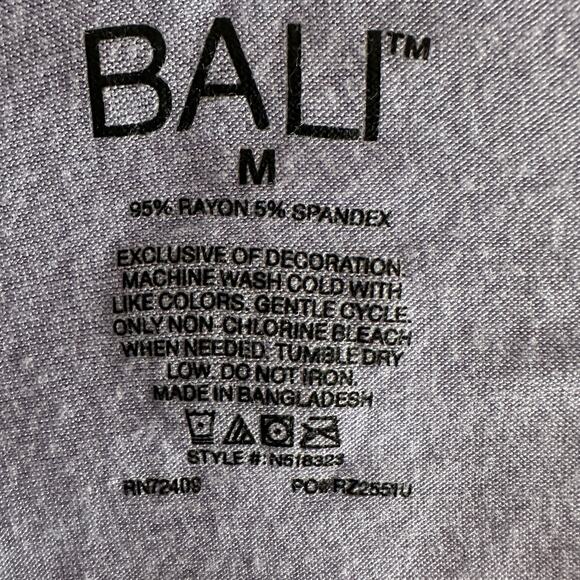 BALI™
M
95% RAYON 5% SPANDEX
EXCLUSIVE OF DECORATION.
MACHINE WASH COLD WITH
LIKE COLORS. GENTLE CYCLE.
ONLY NON-CHLORINE BLEACH
WHEN NEEDED. TUMBLE DRY
LOW. DO NOT IRON.
MADE IN BANGLADESH
STYLE #: N518323
RN72409 PO# RZ2551U